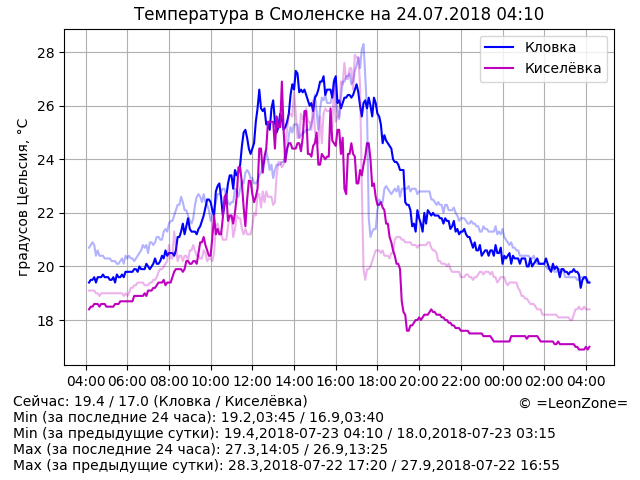 Температура в Смоленске на 24.07.2018 04:10
градусов Цельсия, °C
28
26
24
22
20
18
Кловка
Киселёвка
04:00 06:00 08:00 10:00 12:00 14:00 16:00 18:00 20:00 22:00 00:00 02:00 04:00
Сейчас: 19.4 / 17.0 (Кловка / Киселёвка)
© =LeonZone=
Min (за последние 24 часа): 19.2,03:45 / 16.9,03:40
Min (за предыдущие сутки): 19.4,2018-07-23 04:10 / 18.0,2018-07-23 03:15
Max (за последние 24 часа): 27.3,14:05 / 26.9,13:25
Max (за предыдущие сутки): 28.3,2018-07-22 17:20 / 27.9,2018-07-22 16:55